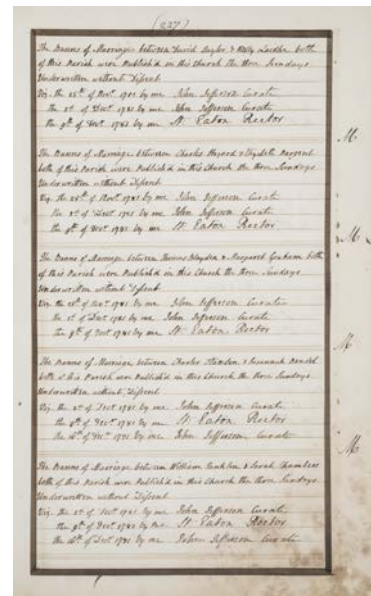 (227)
The Banns of Marriage between David Taylor & Molly both
of this Parish were Publish'd in this Church the three Sundays
Underwritten without Dissent
Viz. the 25th of Novr. 1781 by me John Jefferson Curate
the 2d of Decr. 1781 by me John Jefferson Curate
the 9th of Decr. 1781 by me St. Eaton Rector
M
The Banns of Marriage between Charles & Elizabeth Sargent
both of this Parish were Publish'd in this Church the three Sundays
Underwritten without Dissent
Viz. the 25th of Novr. 1781 by me John Jefferson Curate
the 2d of Decr. 1781 by me John Jefferson Curate
the 9th of Decr. 1781 by me St. Eaton Rector
M
The Banns of Marriage between Thomas & Margaret Graham both
of this Parish were Publish'd in this Church the three Sundays
Underwritten without Dissent
Viz. the 25th of Novr. 1781 by me John Jefferson Curate
the 2d of Decr. 1781 by me John Jefferson Curate
the 9th of Decr. 1781 by me St. Eaton Rector
M
The Banns of Marriage between Charles & Susannah
both of this Parish were Publish'd in this Church the three Sundays
Underwritten without Dissent
Viz. the 2d of Decr. 1781 by me John Jefferson Curate
the 9th of Decr. 1781 by me St. Eaton Rector
the 16th of Decr. 1781 by me John Jefferson Curate
M
The Banns of Marriage between William & Sarah Chambers
both of this Parish were Publish'd in this Church the three Sundays
Underwritten without Dissent
Viz. the 2d of Decr. 1781 by me John Jefferson Curate
the 9th of Decr. 1781 by me St. Eaton Rector
the 16th of Decr. 1781 by me John Jefferson Curate